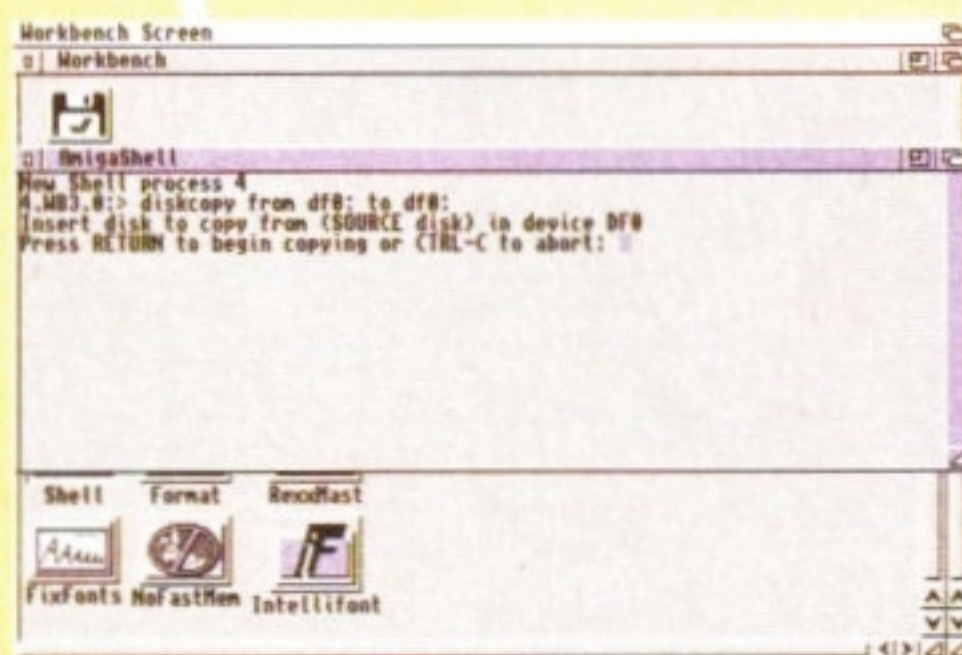 Workbench Screen
Workbench
AmigaShell
New Shell process 4
4.WB3.0:> diskcopy from df0: to df0:
Insert disk to copy from (SOURCE disk) in device DF0
Press RETURN to begin copying or CTRL-C to abort:
Shell Format RexxMast
FixFonts NoFastMem Intellifont